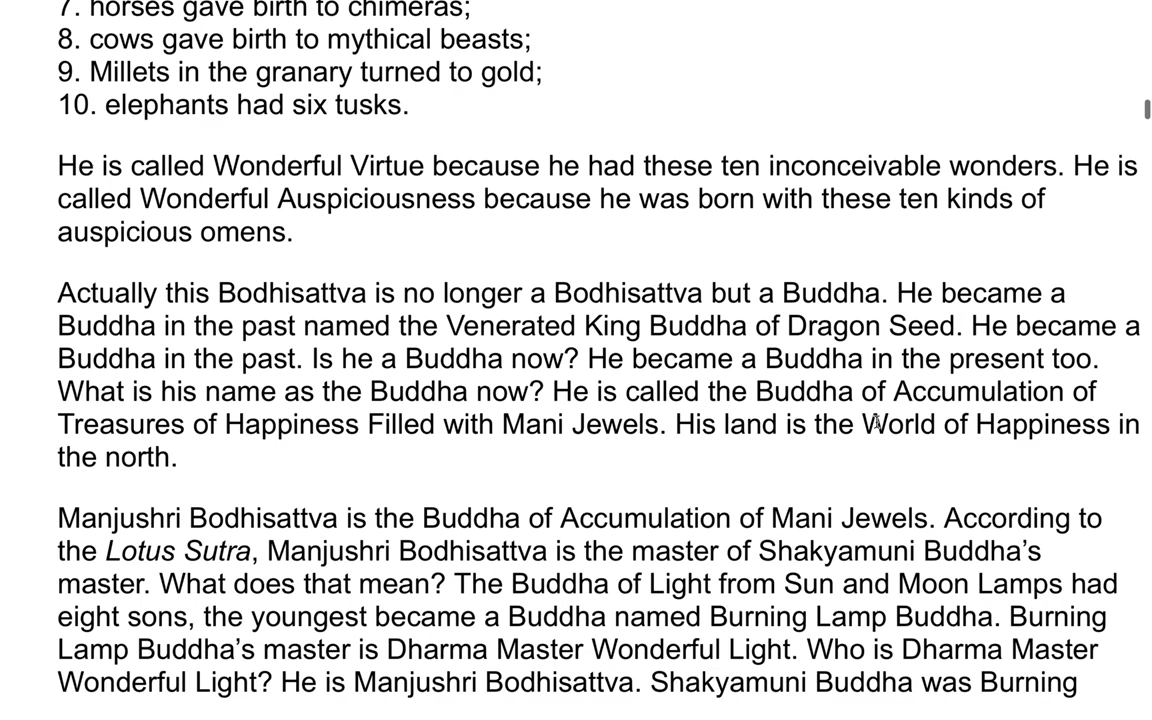 7. horses gave birth to chimeras;
8. cows gave birth to mythical beasts;
9. Millets in the granary turned to gold;
10. elephants had six tusks.
He is called Wonderful Virtue because he had these ten inconceivable wonders. He is
called Wonderful Auspiciousness because he was born with these ten kinds of
auspicious omens.
Actually this Bodhisattva is no longer a Bodhisattva but a Buddha. He became a
Buddha in the past named the Venerated King Buddha of Dragon Seed. He became a
Buddha in the past. Is he a Buddha now? He became a Buddha in the present too.
What is his name as the Buddha now? He is called the Buddha of Accumulation of
Treasures of Happiness Filled with Mani Jewels. His land is the World of Happiness in
the north.
Manjushri Bodhisattva is the Buddha of Accumulation of Mani Jewels. According to
the Lotus Sutra, Manjushri Bodhisattva is the master of Shakyamuni Buddha’s
master. What does that mean? The Buddha of Light from Sun and Moon Lamps had
eight sons, the youngest became a Buddha named Burning Lamp Buddha. Burning
Lamp Buddha’s master is Dharma Master Wonderful Light. Who is Dharma Master
Wonderful Light? He is Manjushri Bodhisattva. Shakyamuni Buddha was Burning